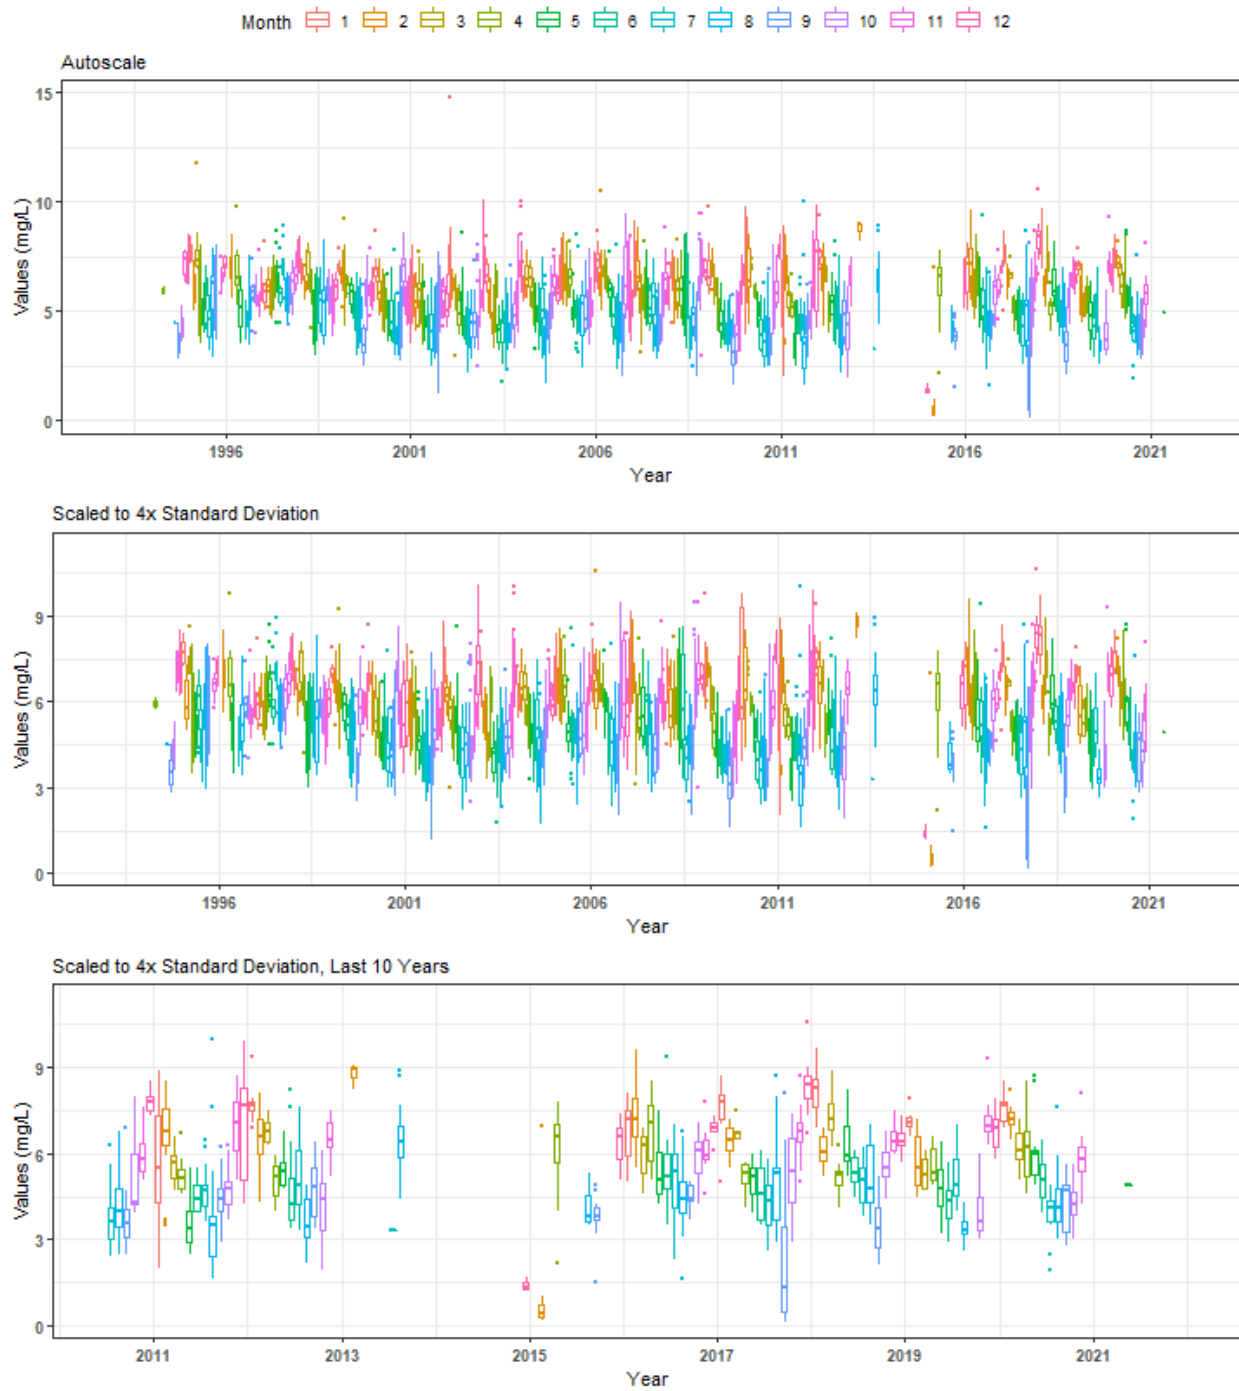 Month 1 2 3 4 5 6 7 8 9 10 11 12
Autoscale
15
10
5
0
Values (mg/L)
1996 2001 2006 2011 2016 2021
Year
Scaled to 4x Standard Deviation
9
6
3
0
Values (mg/L)
1996 2001 2006 2011 2016 2021
Year
Scaled to 4x Standard Deviation, Last 10 Years
9
6
3
0
Values (mg/L)
2011 2013 2015 2017 2019 2021
Year